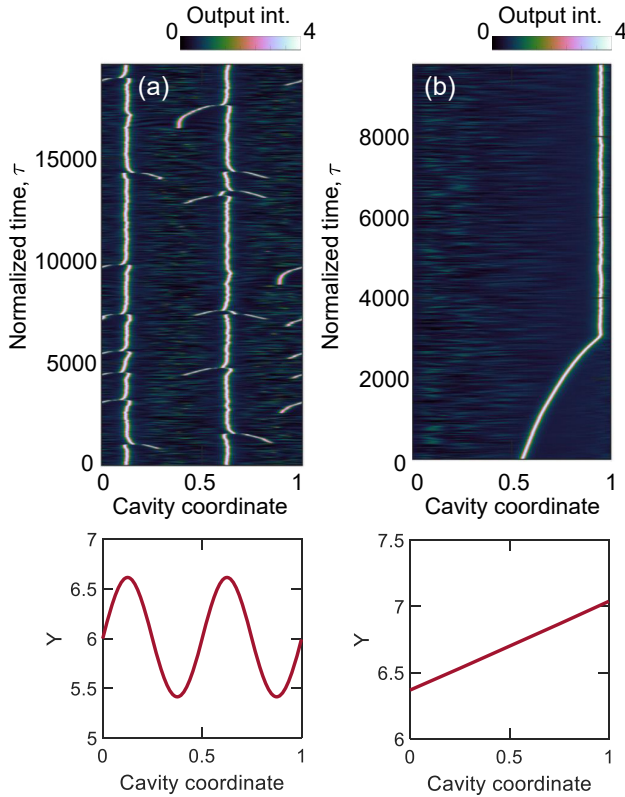 Output int.
0 4
(a)
Normalized time, τ
15000
10000
5000
0
0 0.5 1
Cavity coordinate
Output int.
0 4
(b)
Normalized time, τ
8000
6000
4000
2000
0
0 0.5 1
Cavity coordinate
7
6.5
6
5.5
5
Y
0 0.5 1
Cavity coordinate
7.5
7
6.5
6
Y
0 0.5 1
Cavity coordinate